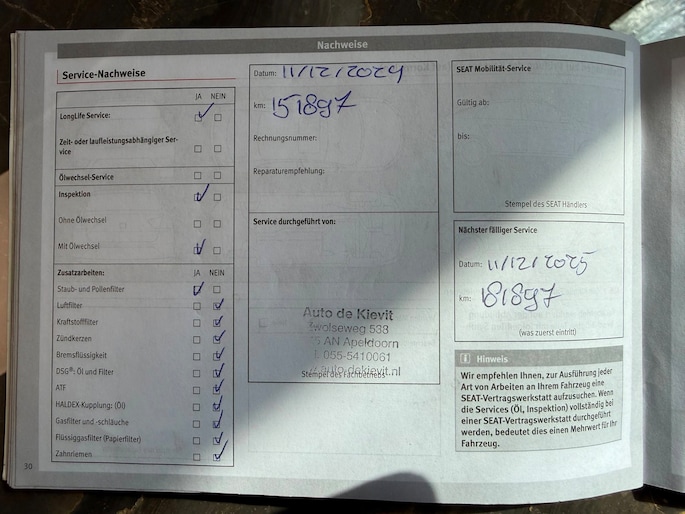 Nachweise
Service-Nachweise
JA NEIN
LongLife Service:
Zeit- oder laufleistungsabhängiger Ser-
vice
Ölwechsel-Service
Inspektion
Ohne Ölwechsel
Mit Ölwechsel
Zusatzarbeiten: JA NEIN
Staub- und Pollenfilter
Luftfilter
Kraftstofffilter
Zündkerzen
Bremsflüssigkeit
DSG®: Öl und Filter
ATF
HALDEX-Kupplung: (Öl)
Gasfilter und -schläuche
Flüssiggasfilter (Papierfilter)
Zahnriemen
30
Datum: 11/12/2024
km: 151897
Rechnungsnummer:
Reparaturempfehlung:
Service durchgeführt von:
Auto de Kievit
Zwolseweg 538
AN Apeldoorn
055-5410061
autodekievit.nl
Stempel des Fachbetriebs
SEAT Mobilität-Service
Gültig ab:
bis:
Stempel des SEAT Händlers
Nächster fälliger Service
Datum: 11/12/2025
km: 181897
(was zuerst eintritt)
Hinweis
Wir empfehlen Ihnen, zur Ausführung jeder
Art von Arbeiten an Ihrem Fahrzeug eine
SEAT-Vertragswerkstatt aufzusuchen. Wenn
die Services (Öl, Inspektion) vollständig bei
einer SEAT-Vertragswerkstatt durchgeführt
werden, bedeutet dies einen Mehrwert für Ihr
Fahrzeug.